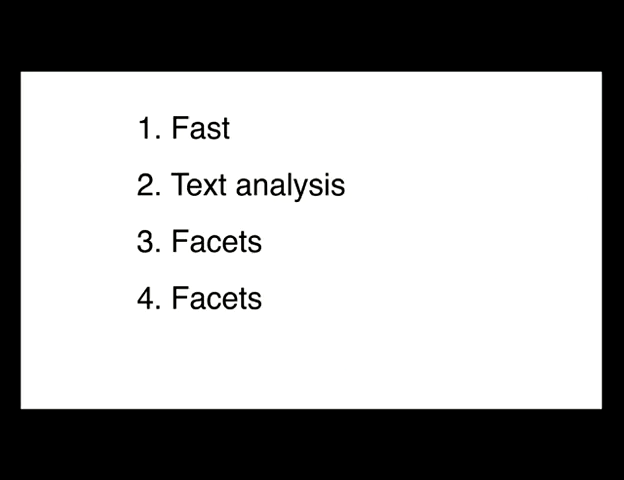 1. Fast
2. Text analysis
3. Facets
4. Facets